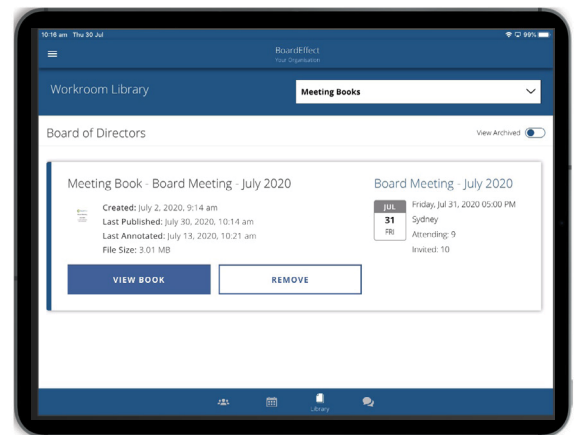 10:16 am Thu 30 Jul
99%
BoardEffect
Your Organisation
Workroom Library
Meeting Books
Board of Directors
View Archived
Meeting Book - Board Meeting - July 2020
Created: July 2, 2020, 9:14 am
Last Published: July 30, 2020, 10:14 am
Last Annotated: July 13, 2020, 10:21 am
File Size: 3.01 MB
VIEW BOOK
REMOVE
Board Meeting - July 2020
JUL
31
FRI
Friday, Jul 31, 2020 05:00 PM
Sydney
Attending: 9
Invited: 10
Library